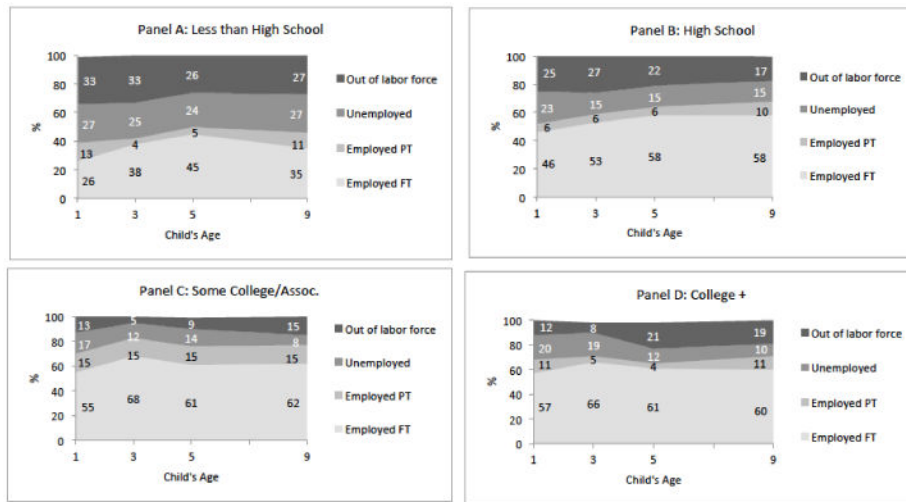 Panel A: Less than High School
100
80
60
40
20
0
%
33 33 26 27
27 25 24 27
13 4 5 11
26 38 45 35
1 3 5 9
Child's Age
Out of labor force
Unemployed
Employed PT
Employed FT
Panel B: High School
100
80
60
40
20
0
%
25 27 22 17
23 15 15 15
6 6 6 10
46 53 58 58
1 3 5 9
Child's Age
Out of labor force
Unemployed
Employed PT
Employed FT
Panel C: Some College/Assoc.
100
80
60
40
20
0
%
13 5 9 15
17 12 14 8
15 15 15 15
55 68 61 62
1 3 5 9
Child's Age
Out of labor force
Unemployed
Employed PT
Employed FT
Panel D: College +
100
80
60
40
20
0
%
12 8 21 19
20 19 12 10
11 5 4 11
57 66 61 60
1 3 5 9
Child's Age
Out of labor force
Unemployed
Employed PT
Employed FT